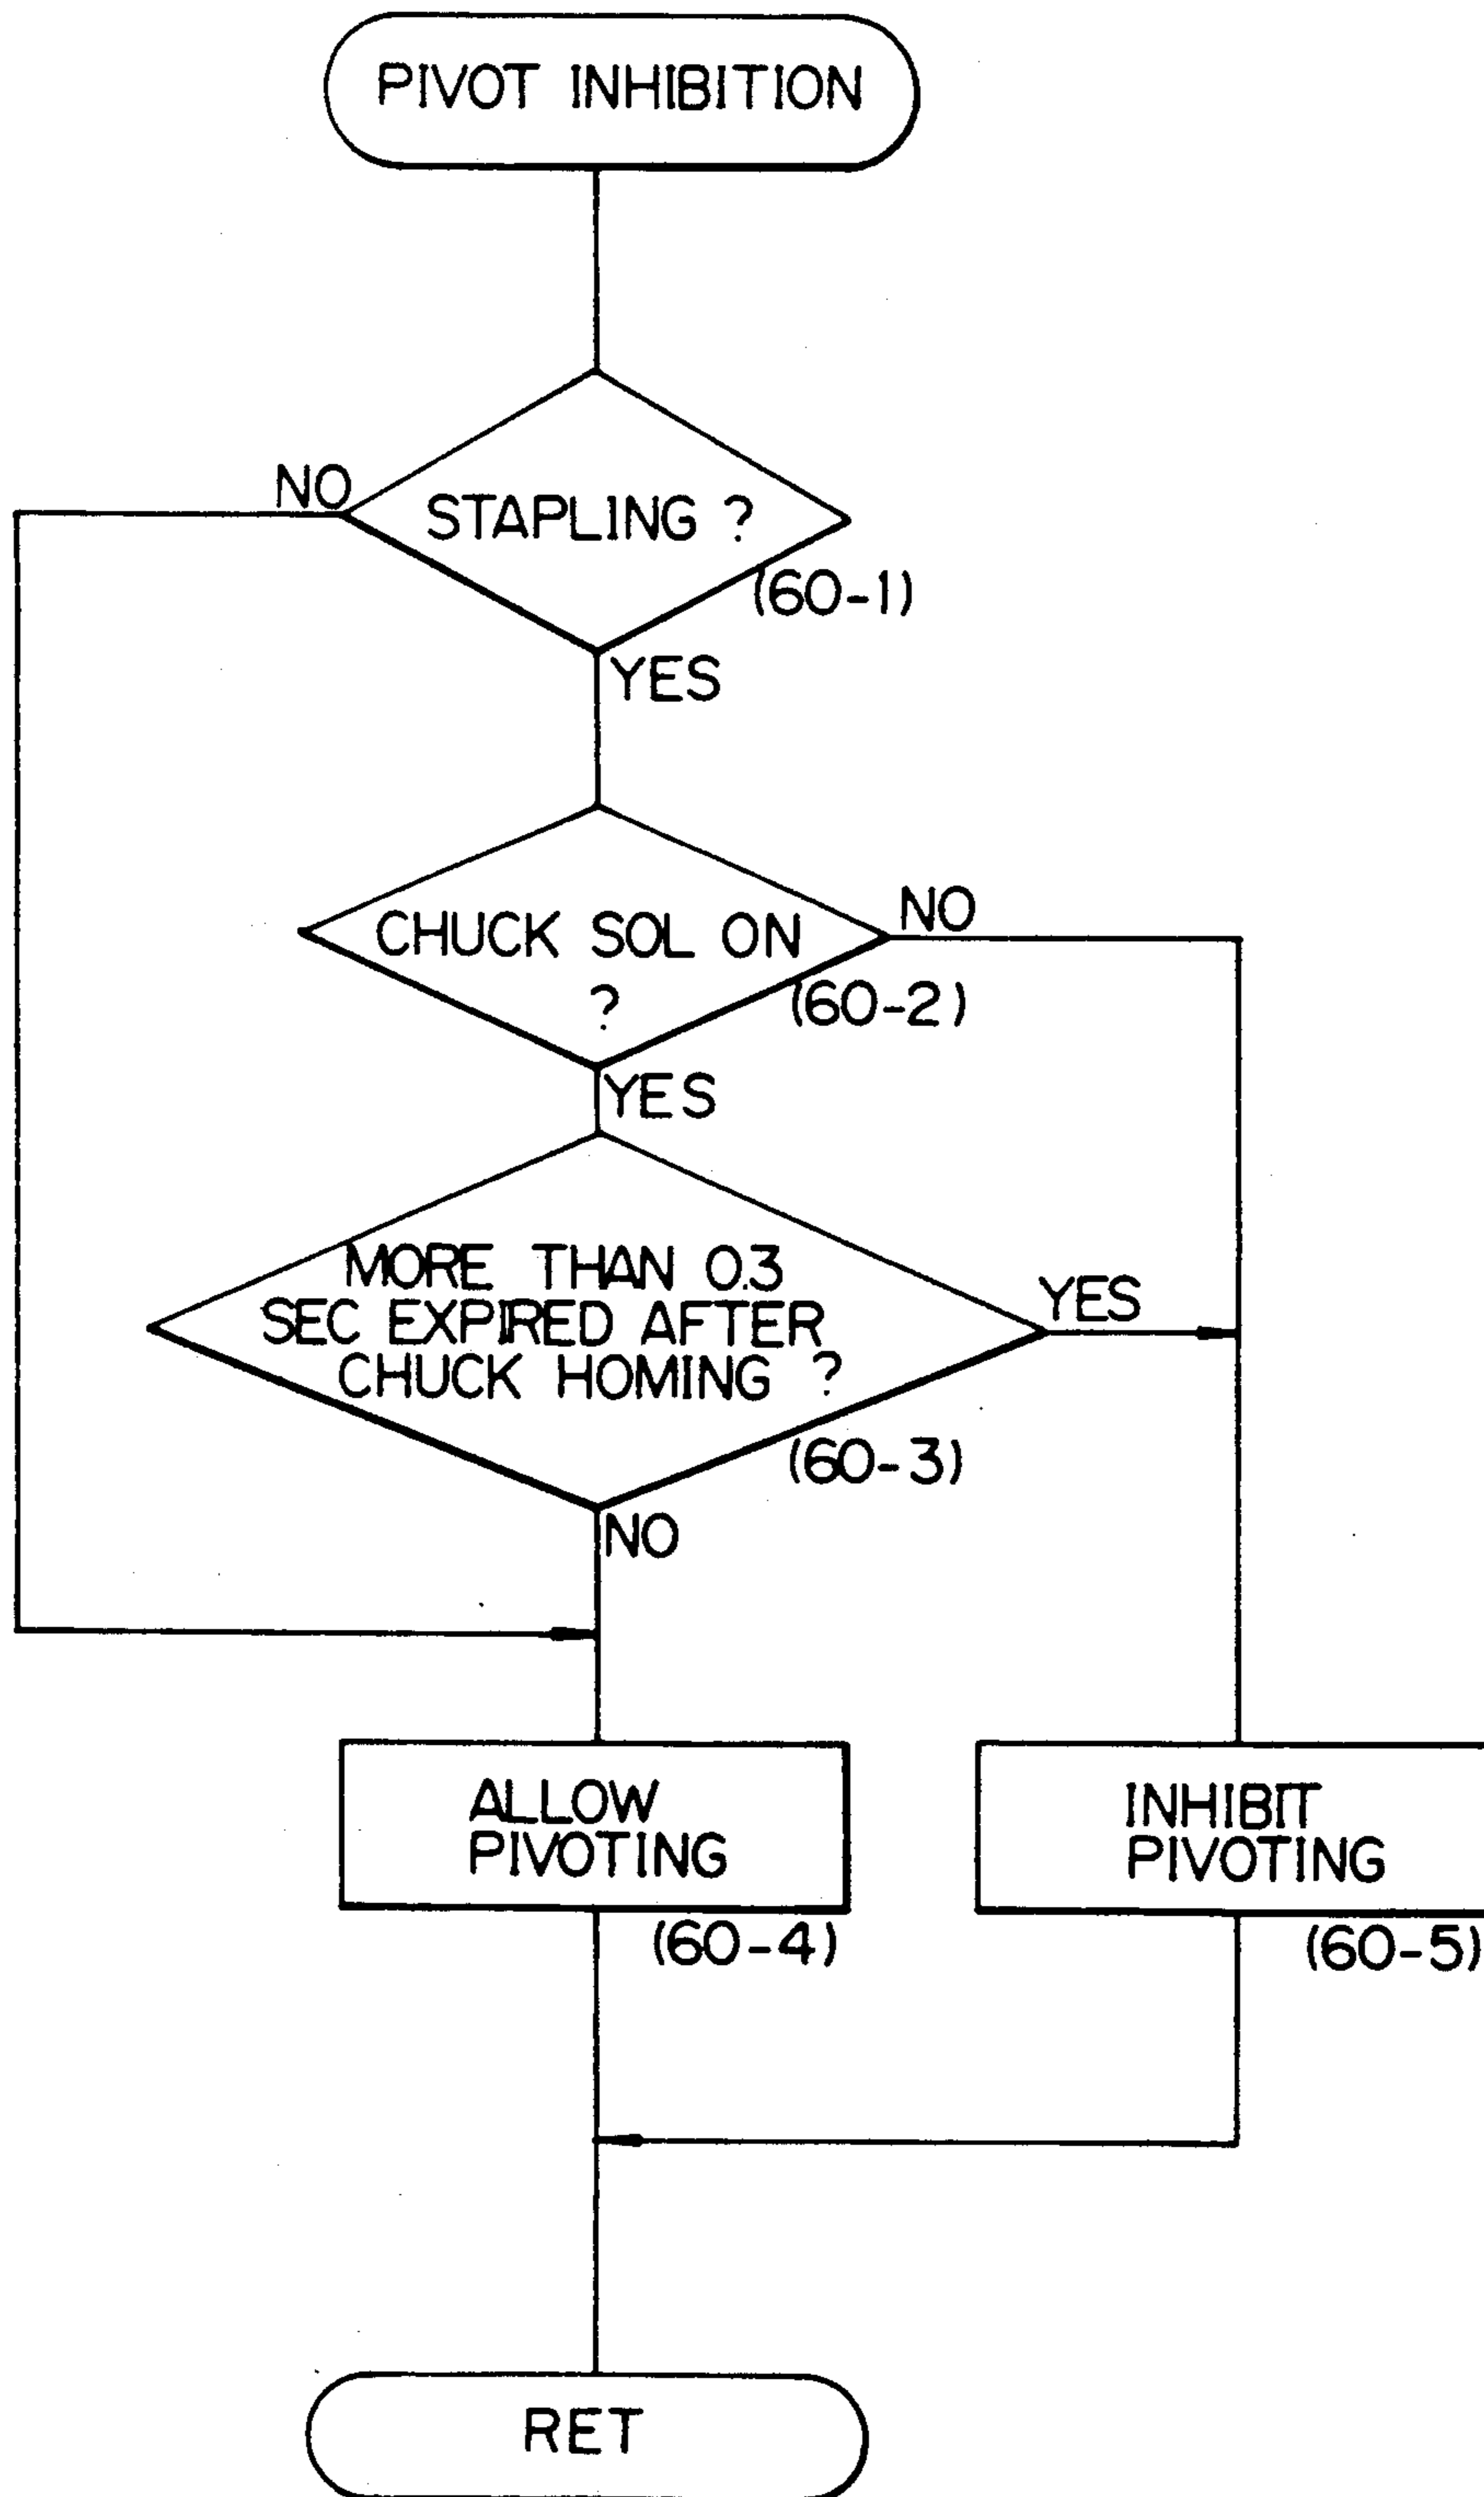 PIVOT INHIBITION
NO
STAPLING ?
(60-1)
YES
CHUCK SOL ON
?
NO
(60-2)
YES
MORE THAN 0.3
SEC EXPIRED AFTER
CHUCK HOMING ?
YES
(60-3)
NO
ALLOW
PIVOTING
(60-4)
INHIBIT
PIVOTING
(60-5)
RET